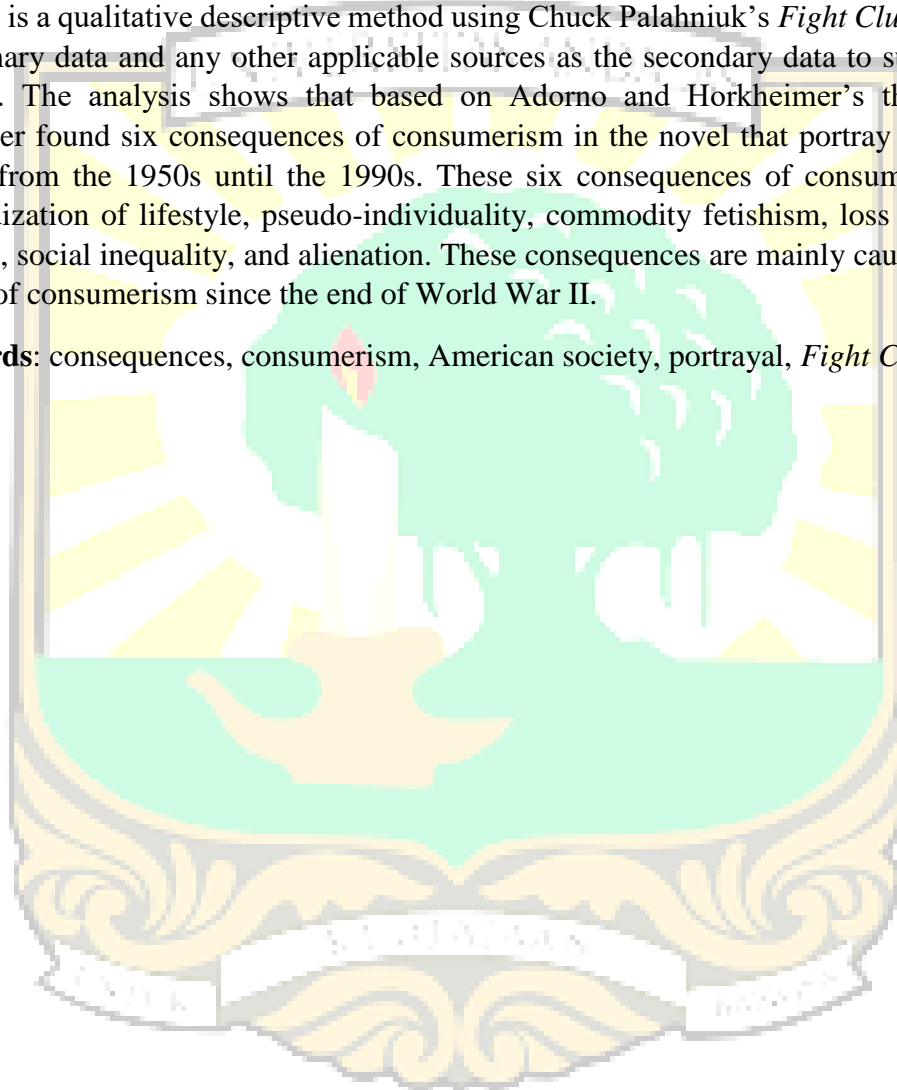 is a qualitative descriptive method using Chuck Palahniuk’s Fight Clu
nary data and any other applicable sources as the secondary data to su
. The analysis shows that based on Adorno and Horkheimer’s th
er found six consequences of consumerism in the novel that portray
from the 1950s until the 1990s. These six consequences of consum
lization of lifestyle, pseudo-individuality, commodity fetishism, loss
, social inequality, and alienation. These consequences are mainly cau
of consumerism since the end of World War II.
rds: consequences, consumerism, American society, portrayal, Fight C